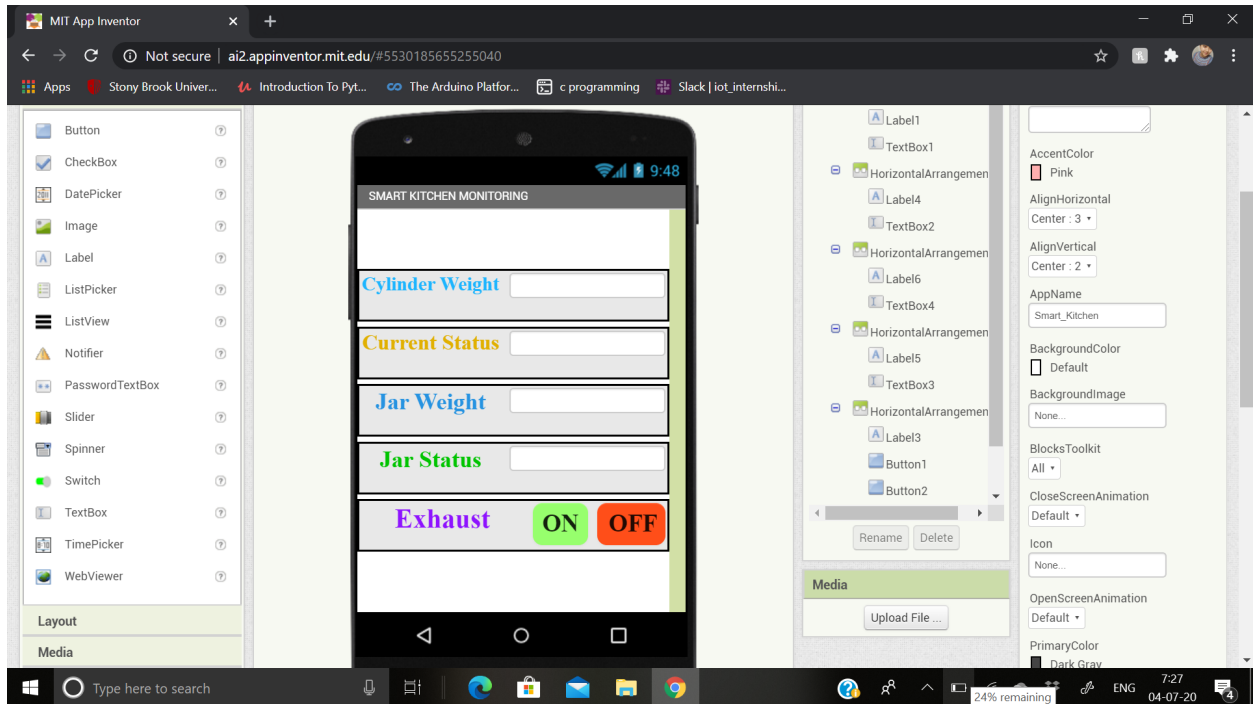 MIT App Inventor
Not secure | ai2.appinventor.mit.edu/#5530185655255040
Apps Stony Brook Univer... Introduction To Pyt... The Arduino Platfor... c programming Slack | iot_internshi...
Button
CheckBox
DatePicker
Image
Label
ListPicker
ListView
Notifier
PasswordTextBox
Slider
Spinner
Switch
TextBox
TimePicker
WebViewer
Layout
Media
9:48
SMART KITCHEN MONITORING
Cylinder Weight
Current Status
Jar Weight
Jar Status
Exhaust ON OFF
Label1
TextBox1
HorizontalArrangemen
Label4
TextBox2
HorizontalArrangemen
Label6
TextBox4
HorizontalArrangemen
Label5
TextBox3
HorizontalArrangemen
Label3
Button1
Button2
Rename Delete
Media
Upload File ...
AccentColor
Pink
AlignHorizontal
Center : 3
AlignVertical
Center : 2
AppName
Smart_Kitchen
BackgroundColor
Default
BackgroundImage
None...
BlocksToolkit
All
CloseScreenAnimation
Default
Icon
None...
OpenScreenAnimation
Default
PrimaryColor
Dark Gray
Type here to search
24% remaining
ENG
7:27
04-07-20
4